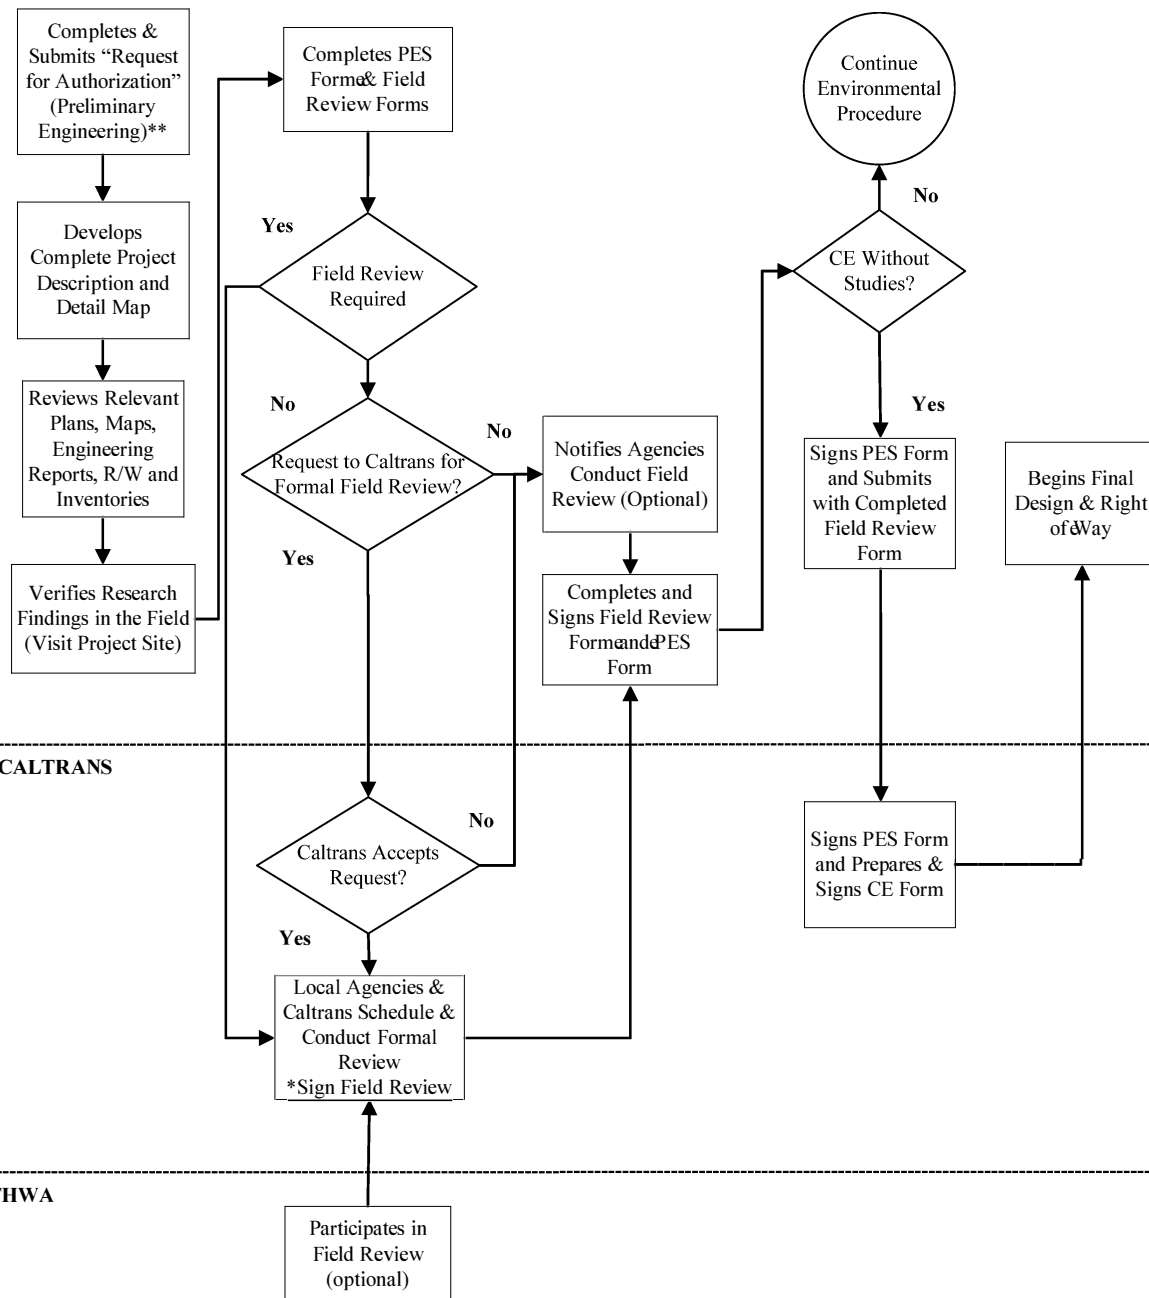 Completes &
Submits “Request
for Authorization”
(Preliminary
Engineering)**
Develops
Complete Project
Description and
Detail Map
Reviews Relevant
Plans, Maps,
Engineering
Reports, R/W and
Inventories
Verifies Research
Findings in the Field
(Visit Project Site)
Completes PES
Form & Field
Review Forms
Yes
Field Review
Required
No
Request to Caltrans for
Formal Field Review?
No
Yes
Notifies Agencies
Conduct Field
Review (Optional)
Completes and
Signs Field Review
Form and PES
Form
Continue
Environmental
Procedure
No
CE Without
Studies?
Yes
Signs PES Form
and Submits
with Completed
Field Review
Form
Begins Final
Design & Right
of Way
CALTRANS
Caltrans Accepts
Request?
No
Yes
Signs PES Form
and Prepares &
Signs CE Form
Local Agencies &
Caltrans Schedule &
Conduct Formal
Review
*Sign Field Review
FHWA
Participates in
Field Review
(optional)